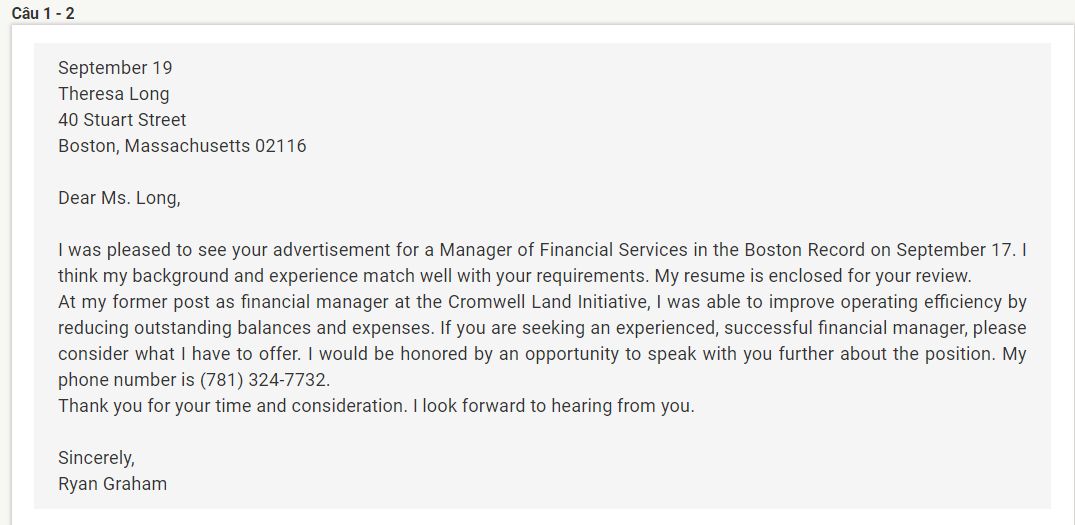 Câu 1 - 2
September 19
Theresa Long
40 Stuart Street
Boston, Massachusetts 02116
Dear Ms. Long,
I was pleased to see your advertisement for a Manager of Financial Services in the Boston Record on September 17. I
think my background and experience match well with your requirements. My resume is enclosed for your review.
At my former post as financial manager at the Cromwell Land Initiative, I was able to improve operating efficiency by
reducing outstanding balances and expenses. If you are seeking an experienced, successful financial manager, please
consider what I have to offer. I would be honored by an opportunity to speak with you further about the position. My
phone number is (781) 324-7732.
Thank you for your time and consideration. I look forward to hearing from you.
Sincerely,
Ryan Graham